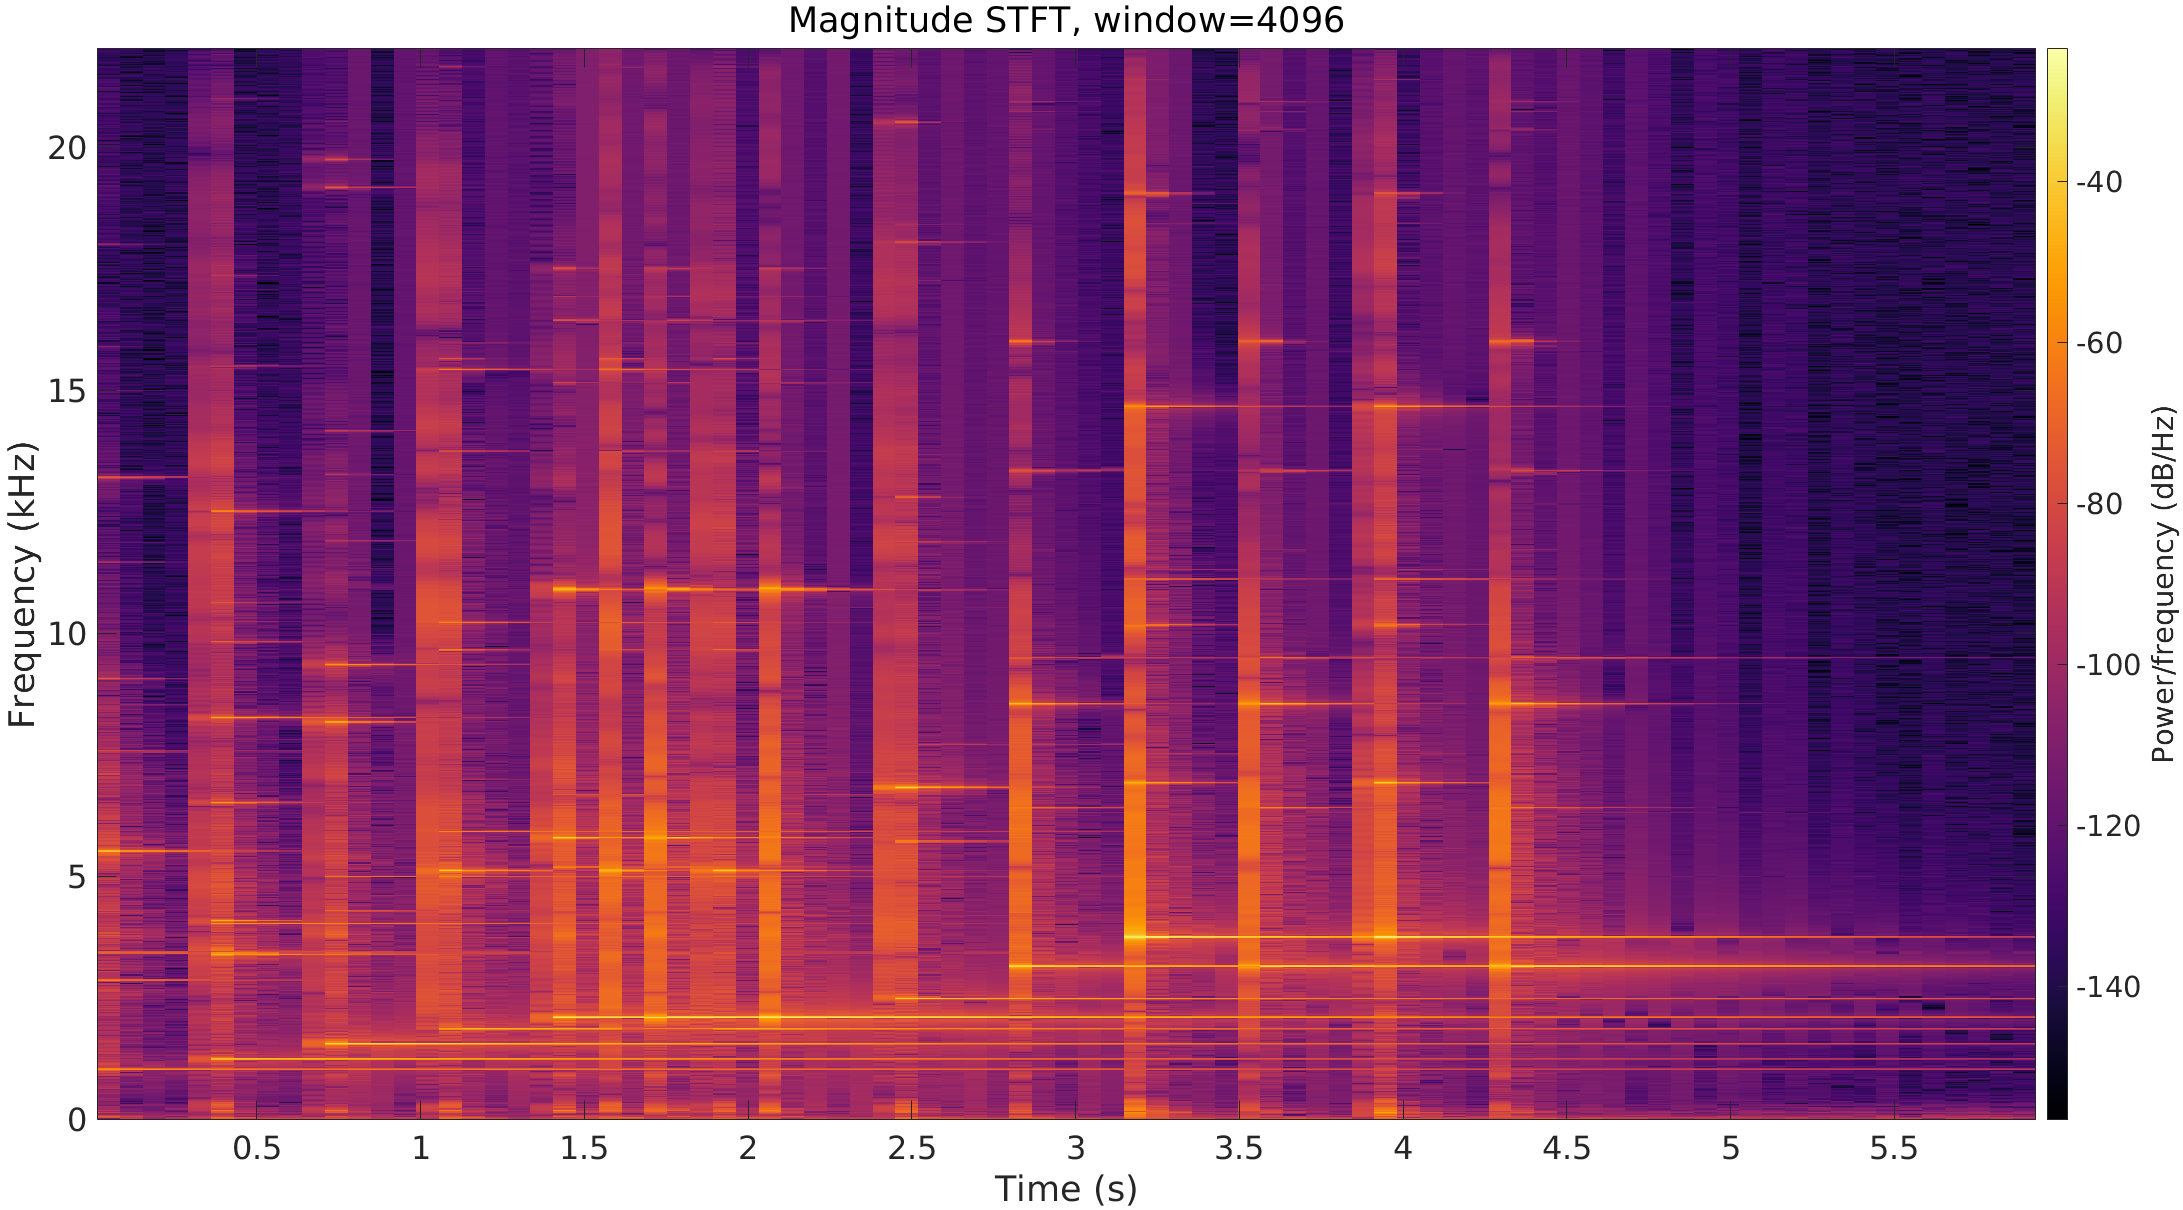 Magnitude STFT, window=4096
Frequency (kHz)
20
15
10
5
0
0.5 1 1.5 2 2.5 3 3.5 4 4.5 5 5.5
Time (s)
-40
-60
-80
-100
-120
-140
Power/frequency (dB/Hz)